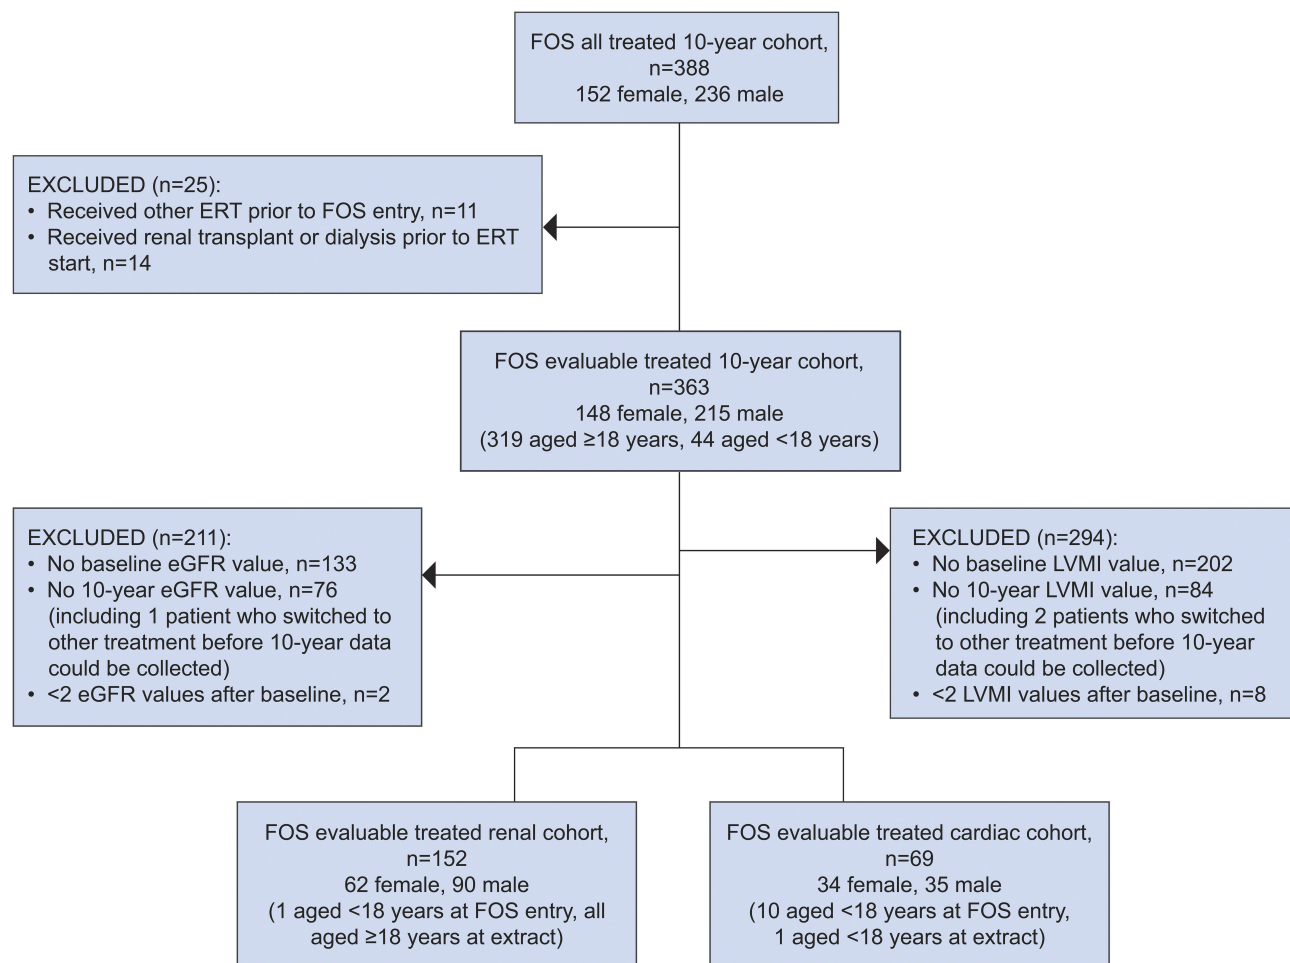 FOS all treated 10-year cohort,
n=388
152 female, 236 male
EXCLUDED (n=25):
• Received other ERT prior to FOS entry, n=11
• Received renal transplant or dialysis prior to ERT
start, n=14
FOS evaluable treated 10-year cohort,
n=363
148 female, 215 male
(319 aged ≥18 years, 44 aged <18 years)
EXCLUDED (n=211):
• No baseline eGFR value, n=133
• No 10-year eGFR value, n=76
(including 1 patient who switched to
other treatment before 10-year data
could be collected)
• <2 eGFR values after baseline, n=2
EXCLUDED (n=294):
• No baseline LVMI value, n=202
• No 10-year LVMI value, n=84
(including 2 patients who switched
to other treatment before 10-year
data could be collected)
• <2 LVMI values after baseline, n=8
FOS evaluable treated renal cohort,
n=152
62 female, 90 male
(1 aged <18 years at FOS entry, all
aged ≥18 years at extract)
FOS evaluable treated cardiac cohort,
n=69
34 female, 35 male
(10 aged <18 years at FOS entry,
1 aged <18 years at extract)